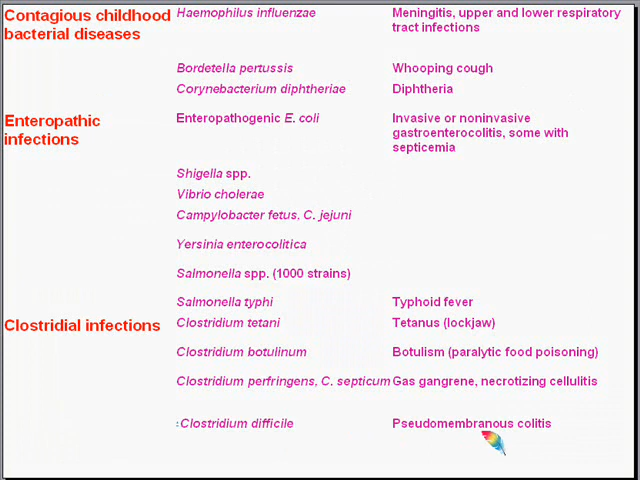 Contagious childhood Haemophilus influenzae Meningitis, upper and lower respiratory
bacterial diseases tract infections
Bordetella pertussis Whooping cough
Corynebacterium diphtheriae Diphtheria
Enteropathic Enteropathogenic E. coli Invasive or noninvasive
infections gastroenterocolitis, some with
septicemia
Shigella spp.
Vibrio cholerae
Campylobacter fetus, C. jejuni
Yersinia enterocolitica
Salmonella spp. (1000 strains)
Salmonella typhi Typhoid fever
Clostridial infections Clostridium tetani Tetanus (lockjaw)
Clostridium botulinum Botulism (paralytic food poisoning)
Clostridium perfringens, C. septicum Gas gangrene, necrotizing cellulitis
Clostridium difficile Pseudomembranous colitis